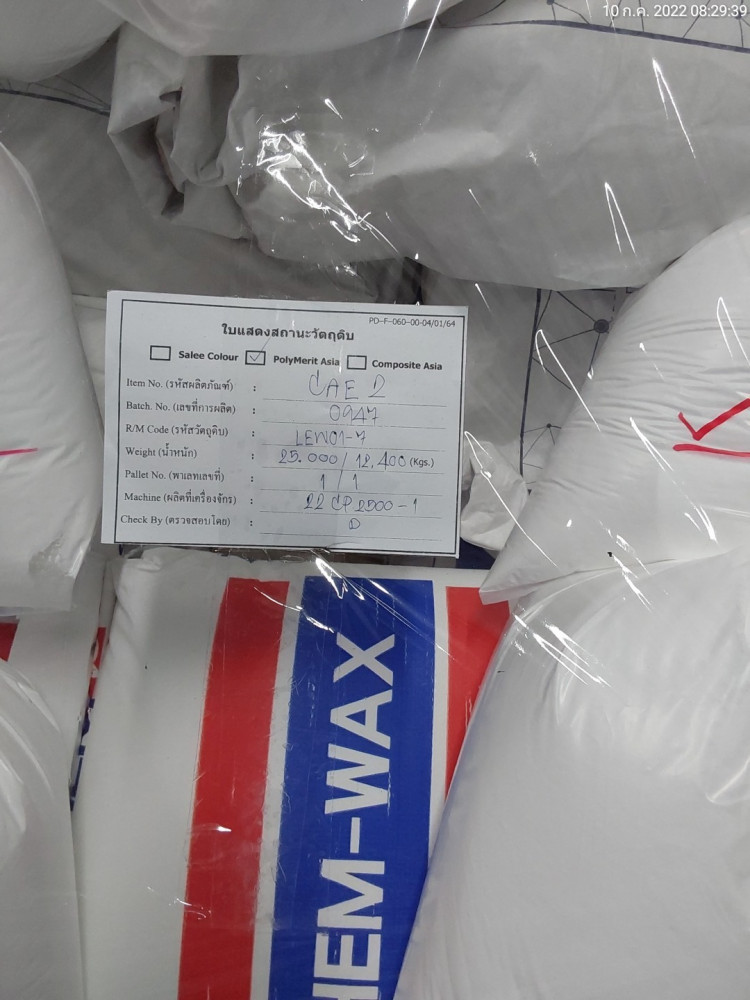 10 ก.ค. 2022 08:29:39
PD-F-060-00-04/01/64
ใบแสดงสถานะวัตถุดิบ
Salee Colour PolyMerit Asia Composite Asia
Item No. (รหัสผลิตภัณฑ์) : CAE 2
Batch. No. (เลขที่การผลิต) : 0947
R/M Code (รหัสวัตถุดิบ) : LEW01-7
Weight (น้ำหนัก) : 25.000 / 12.400 (Kgs.)
Pallet No. (พาเลทเลขที่) : 1 / 1
Machine (ผลิตที่เครื่องจักร) : 22 CP 2500-1
Check By (ตรวจสอบโดย) : D
HEM-WAX